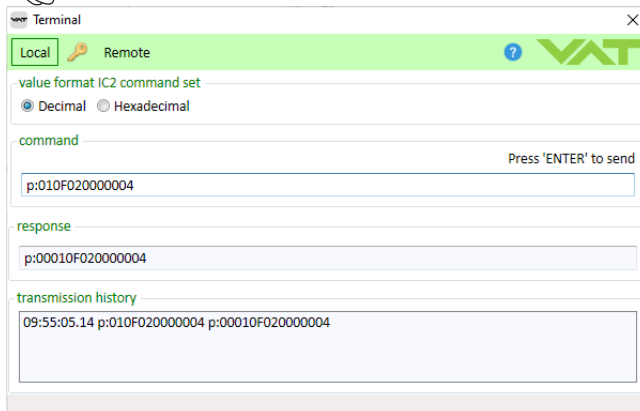 VAT Terminal
Local Remote ? VAT
value format IC2 command set
Decimal Hexadecimal
command
Press 'ENTER' to send
p:010F020000004
response
p:00010F020000004
transmission history
09:55:05.14 p:010F020000004 p:00010F020000004